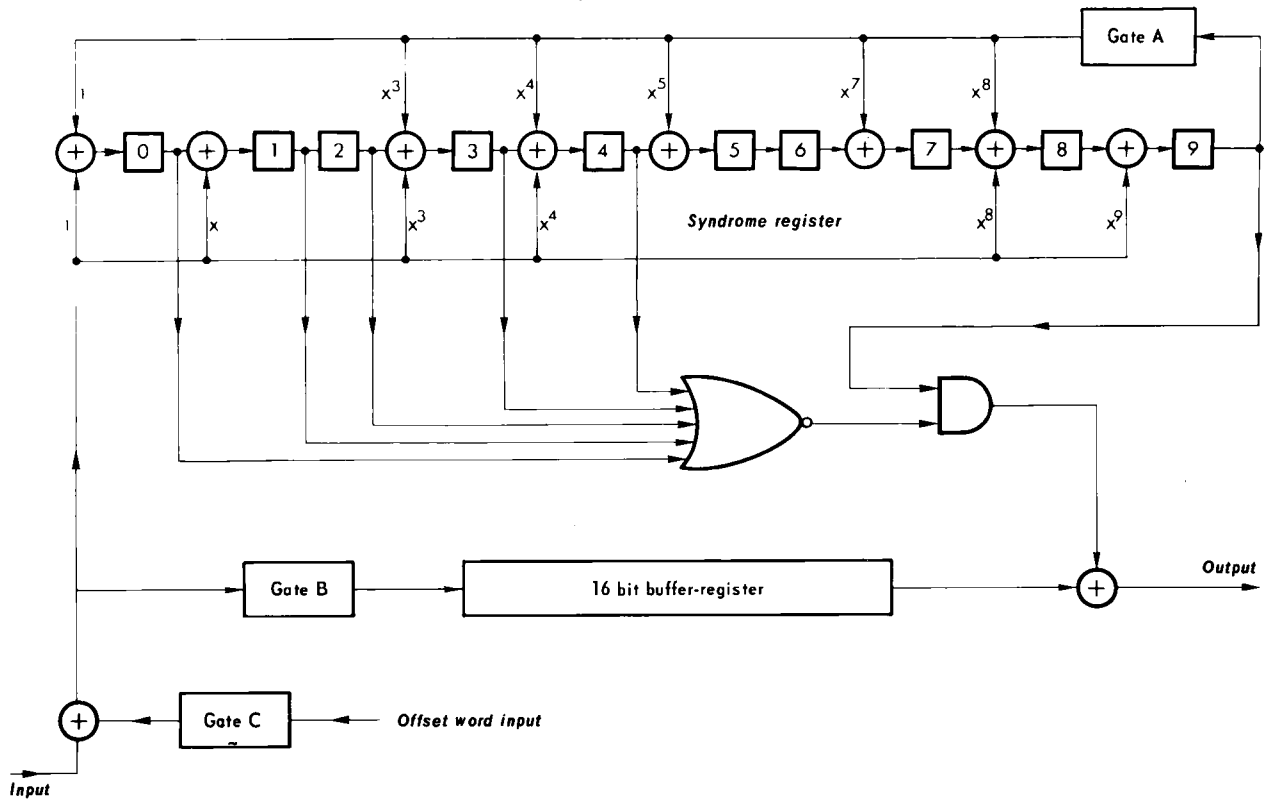 Gate A
1 x³ x⁴ x⁵ x⁷ x⁸
+ 0 + 1 2 + 3 + 4 + 5 6 + 7 + 8 + 9
1 x x³ x⁴ Syndrome register x⁸ x⁹
Output
Gate B 16 bit buffer-register +
+ Gate C Offset word input
~
Input